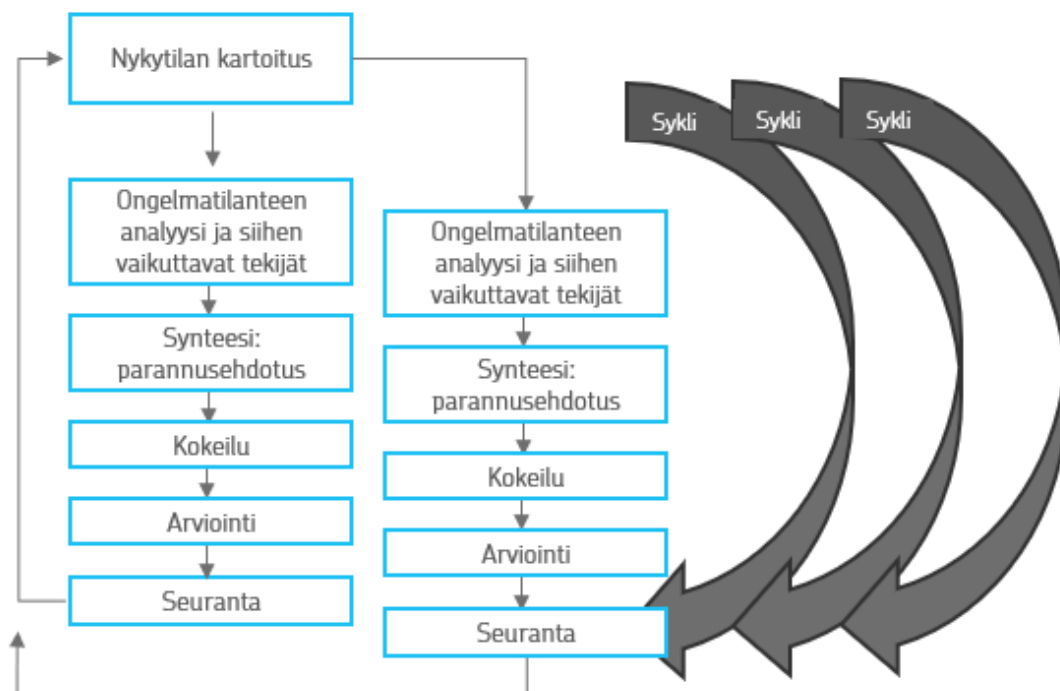 Nykytilan kartoitus
Ongelmatilanteen
analyysi ja siihen
vaikuttavat tekijät
Synteesi:
parannusehdotus
Kokeilu
Arviointi
Seuranta
Ongelmatilanteen
analyysi ja siihen
vaikuttavat tekijät
Synteesi:
parannusehdotus
Kokeilu
Arviointi
Seuranta
Sykli
Sykli
Sykli